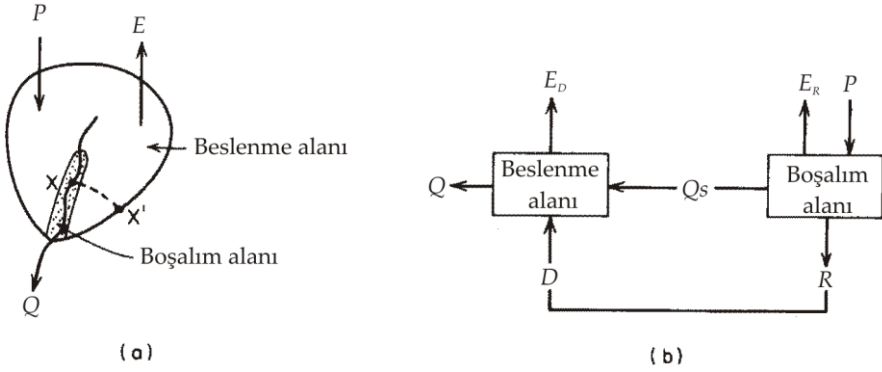 P
E
Beslenme alanı
X
X'
Boşalım alanı
Q
(a)
E_D
E_R
P
Q
Beslenme
alanı
Qs
Boşalım
alanı
D
R
(b)